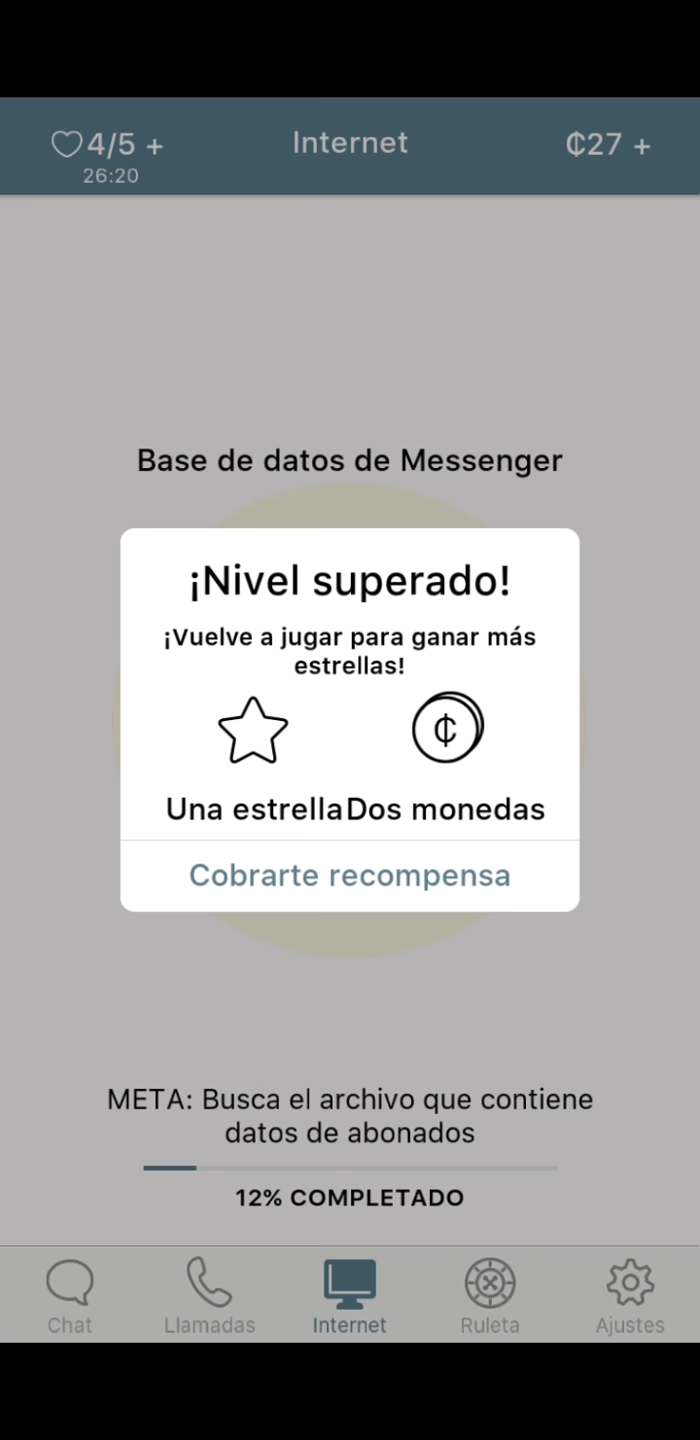 4/5 +
26:20
Internet
₵27 +
Base de datos de Messenger
¡Nivel superado!
¡Vuelve a jugar para ganar más
estrellas!
₵
Una estrella
Dos monedas
Cobrarte recompensa
META: Busca el archivo que contiene
datos de abonados
12% COMPLETADO
Chat
Llamadas
Internet
Ruleta
Ajustes